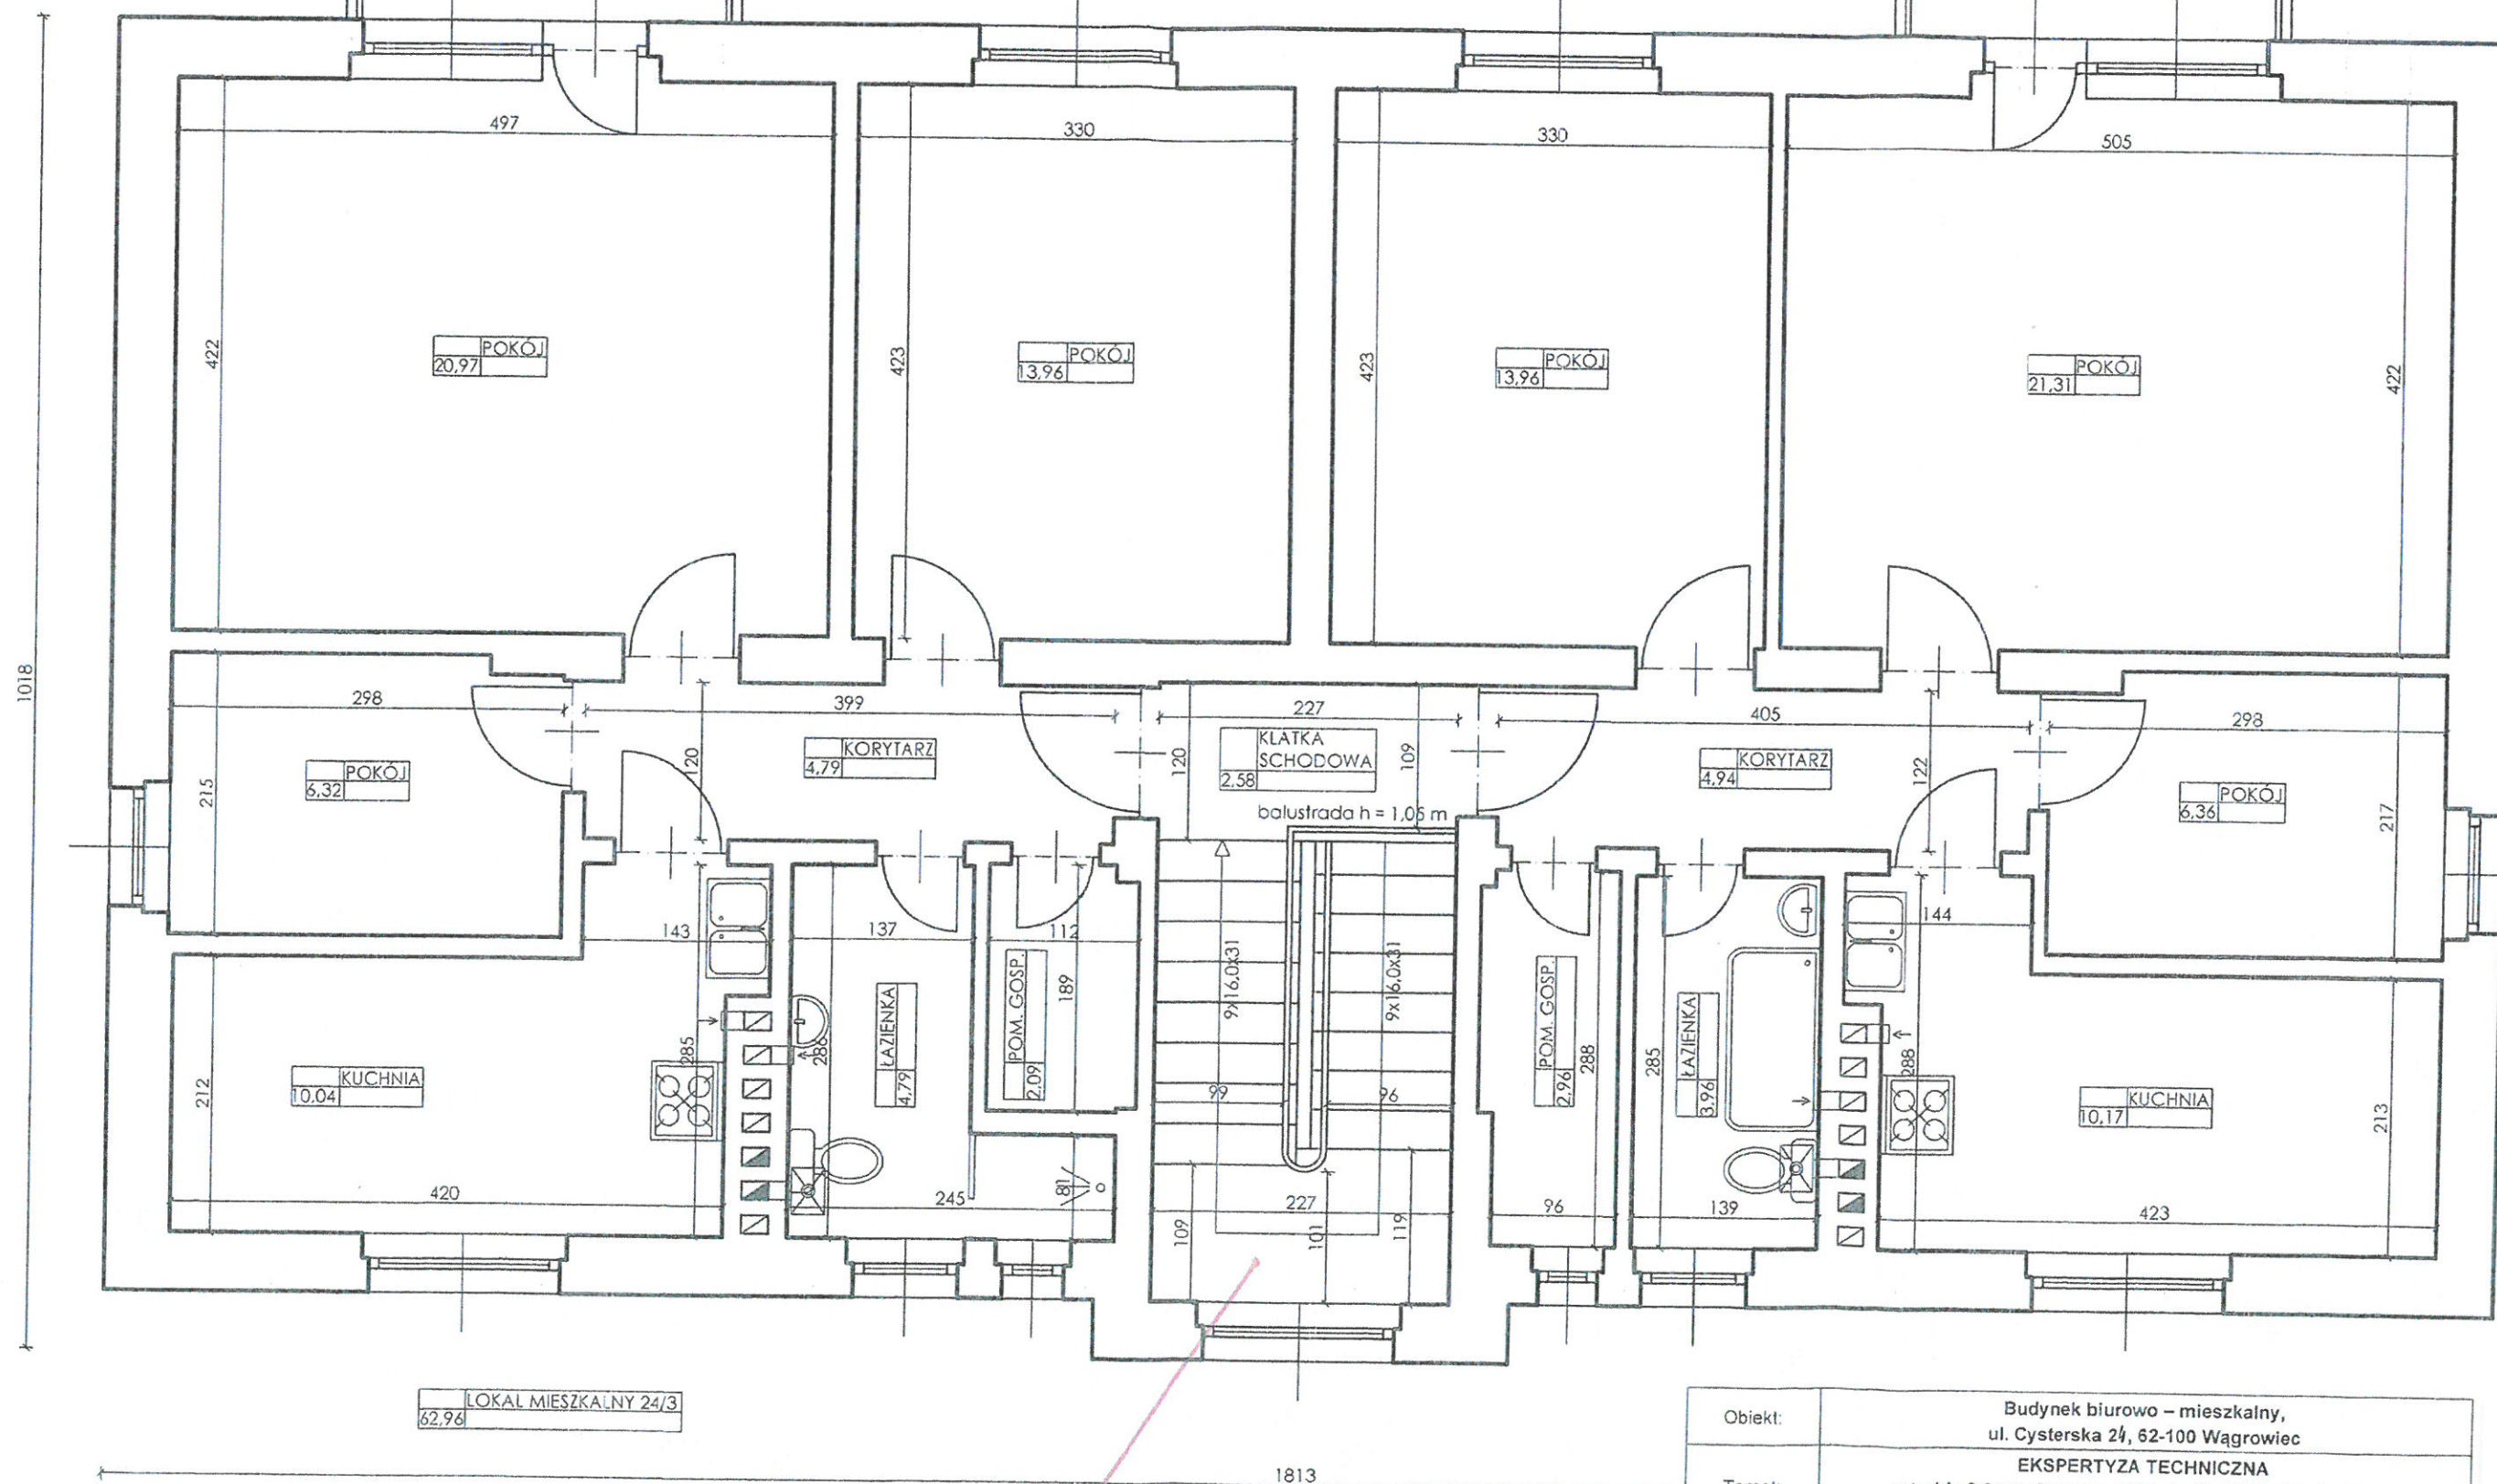 497
330
330
505
422
POKÓJ
20,97
423
POKÓJ
13,96
423
POKÓJ
13,96
POKÓJ
21,31
422
1018
298
399
227
405
298
215
POKÓJ
6,32
120
KORYTARZ
4,79
120
KLATKA
SCHODOWA
2,58
109
KORYTARZ
4,94
122
POKÓJ
6,36
217
balustrada h = 1,05 m
143
137
112
144
212
KUCHNIA
10,04
285
286
ŁAZIENKA
4,79
POM. GOSP.
2,09
189
9x16,0x31
9x16,0x31
POM. GOSP.
2,96
288
285
ŁAZIENKA
3,96
288
KUCHNIA
10,17
213
99
96
420
245
81
109
227
101
119
96
139
423
LOKAL MIESZKALNY 24/3
62,96
1813
Obiekt:
Budynek biurowo – mieszkalny,
ul. Cysterska 24, 62-100 Wągrowiec
EKSPERTYZA TECHNICZNA